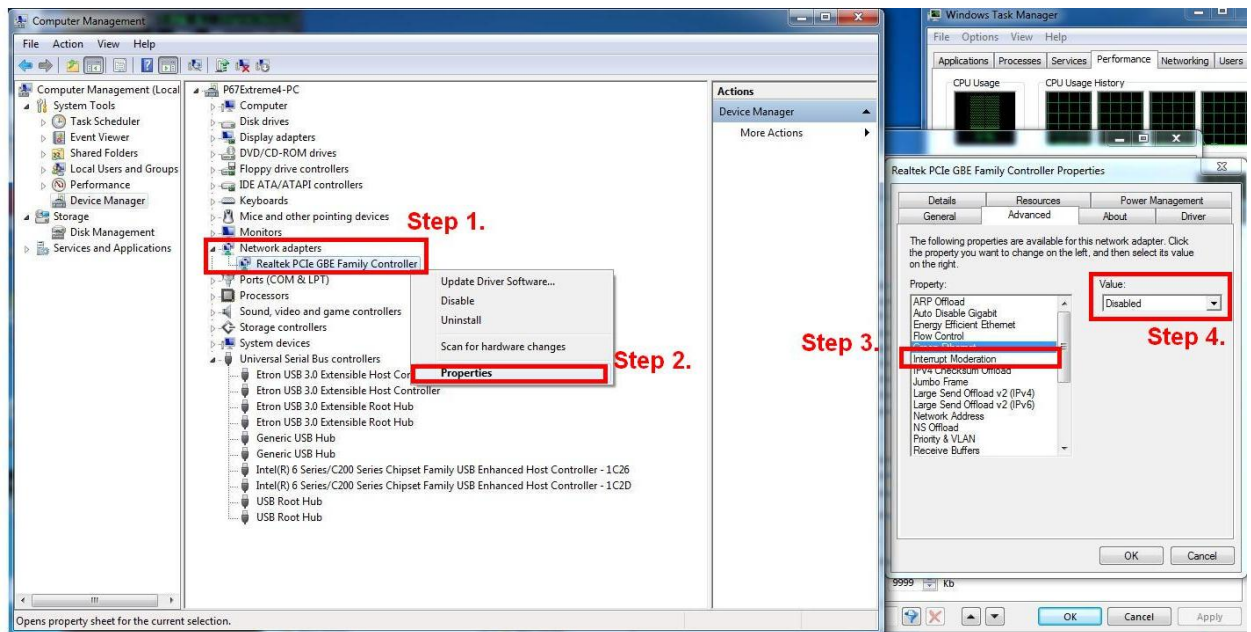 Computer Management
File Action View Help
Computer Management (Local
System Tools
Task Scheduler
Event Viewer
Shared Folders
Local Users and Groups
Performance
Device Manager
Storage
Disk Management
Services and Applications
P67Extreme4-PC
Computer
Disk drives
Display adapters
DVD/CD-ROM drives
Floppy drive controllers
IDE ATA/ATAPI controllers
Keyboards
Mice and other pointing devices
Monitors
Network adapters
Realtek PCIe GBE Family Controller
Ports (COM & LPT)
Processors
Sound, video and game controllers
Storage controllers
System devices
Universal Serial Bus controllers
Etron USB 3.0 Extensible Host Cor
Etron USB 3.0 Extensible Host Controller
Etron USB 3.0 Extensible Root Hub
Etron USB 3.0 Extensible Root Hub
Generic USB Hub
Generic USB Hub
Intel(R) 6 Series/C200 Series Chipset Family USB Enhanced Host Controller - 1C26
Intel(R) 6 Series/C200 Series Chipset Family USB Enhanced Host Controller - 1C2D
USB Root Hub
USB Root Hub
Step 1.
Update Driver Software...
Disable
Uninstall
Scan for hardware changes
Properties
Step 2.
Actions
Device Manager
More Actions
Opens property sheet for the current selection.
Windows Task Manager
File Options View Help
Applications Processes Services Performance Networking Users
CPU Usage CPU Usage History
Realtek PCIe GBE Family Controller Properties
Details Resources Power Management
General Advanced About Driver
The following properties are available for this network adapter. Click
the property you want to change on the left, and then select its value
on the right.
Property:
ARP Offload
Auto Disable Gigabit
Energy Efficient Ethernet
Flow Control
Green Ethernet
Interrupt Moderation
IPv4 Checksum Offload
Jumbo Frame
Large Send Offload v2 (IPv4)
Large Send Offload v2 (IPv6)
Network Address
NS Offload
Priority & VLAN
Receive Buffers
Step 3.
Value:
Disabled
Step 4.
OK Cancel
9999 Kb
OK Cancel Apply